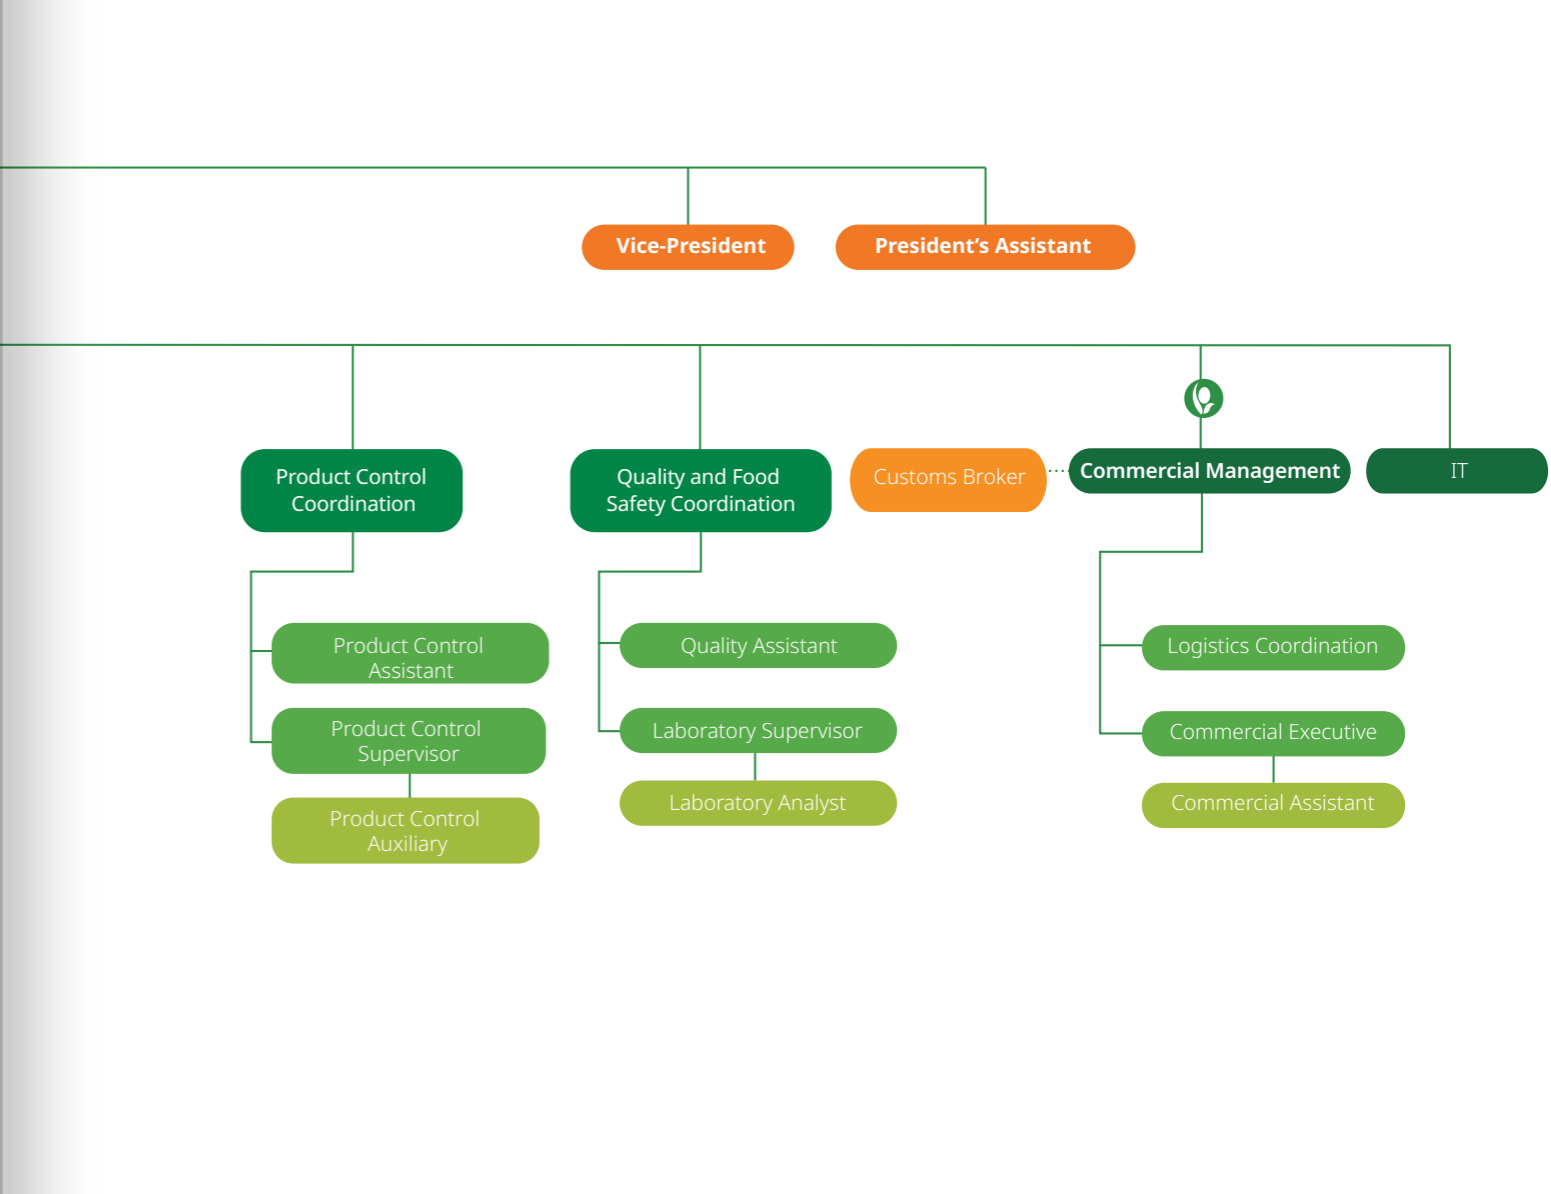 Vice-President
President’s Assistant
Product Control
Coordination
Quality and Food
Safety Coordination
Customs Broker
Commercial Management
IT
Product Control
Assistant
Quality Assistant
Logistics Coordination
Product Control
Supervisor
Laboratory Supervisor
Commercial Executive
Product Control
Auxiliary
Laboratory Analyst
Commercial Assistant